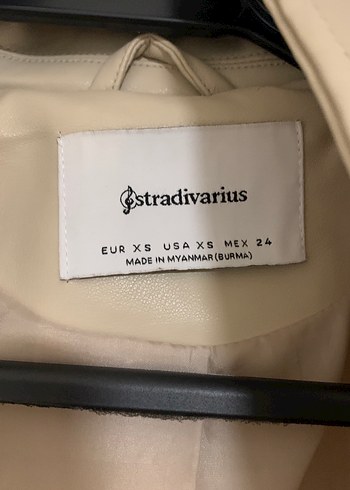 stradivarius
EUR XS USA XS MEX 24
MADE IN MYANMAR (BURMA)